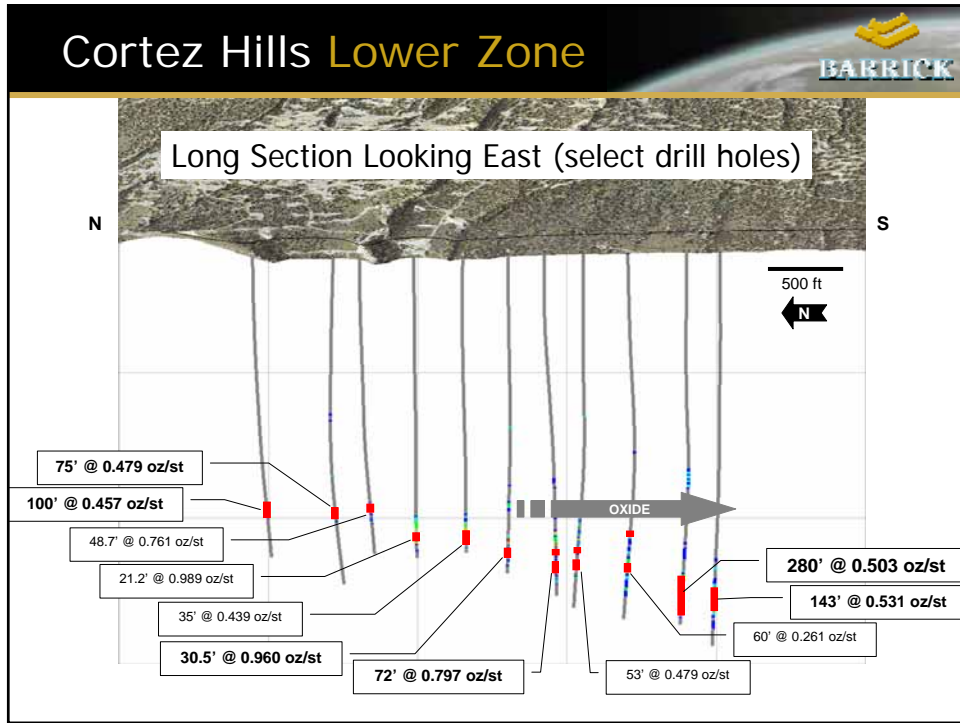 Cortez Hills Lower Zone
BARRICK
Long Section Looking East (select drill holes)
N
S
500 ft
N
75' @ 0.479 oz/st
100' @ 0.457 oz/st
OXIDE
48.7' @ 0.761 oz/st
21.2' @ 0.989 oz/st
280' @ 0.503 oz/st
143' @ 0.531 oz/st
35' @ 0.439 oz/st
60' @ 0.261 oz/st
30.5' @ 0.960 oz/st
72' @ 0.797 oz/st
53' @ 0.479 oz/st